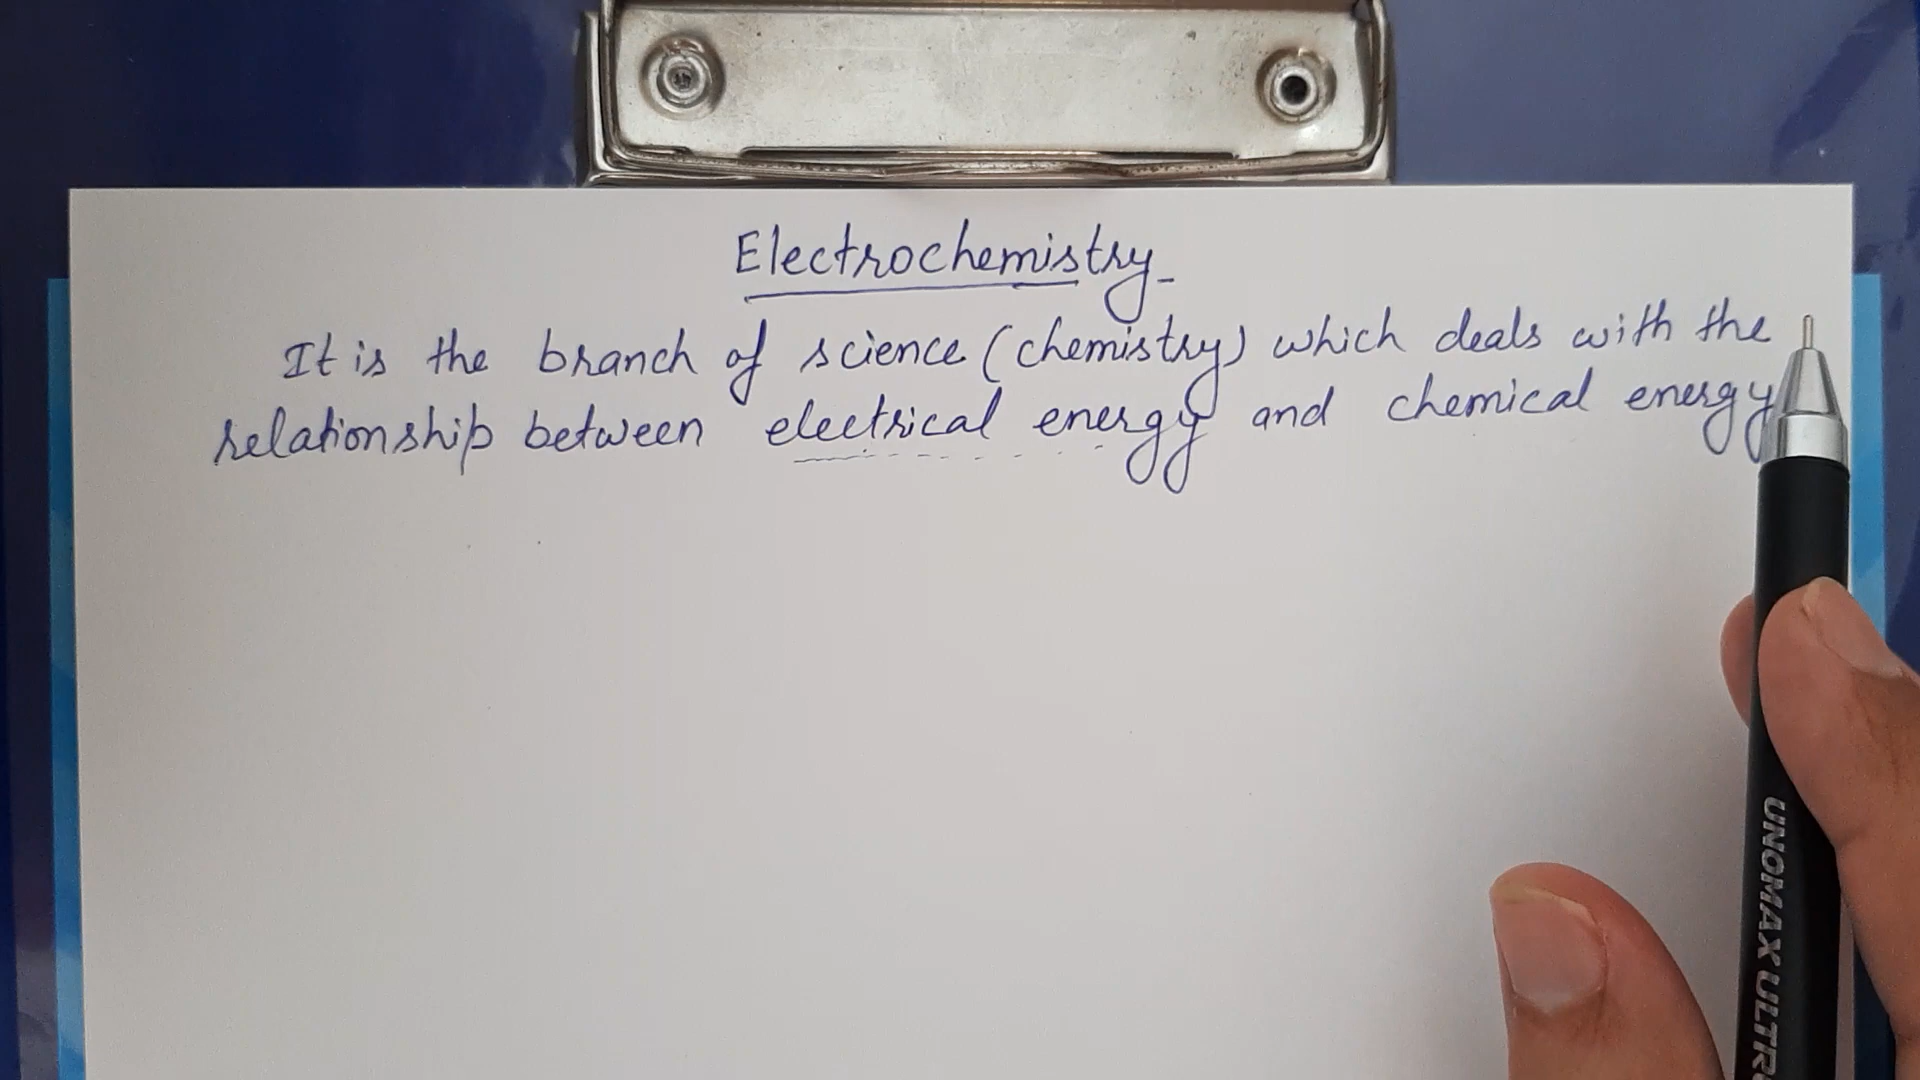 Electrochemistry-
It is the branch of science (chemistry) which deals with the
relationship between electrical energy and chemical energy
UNOMAX ULTRO